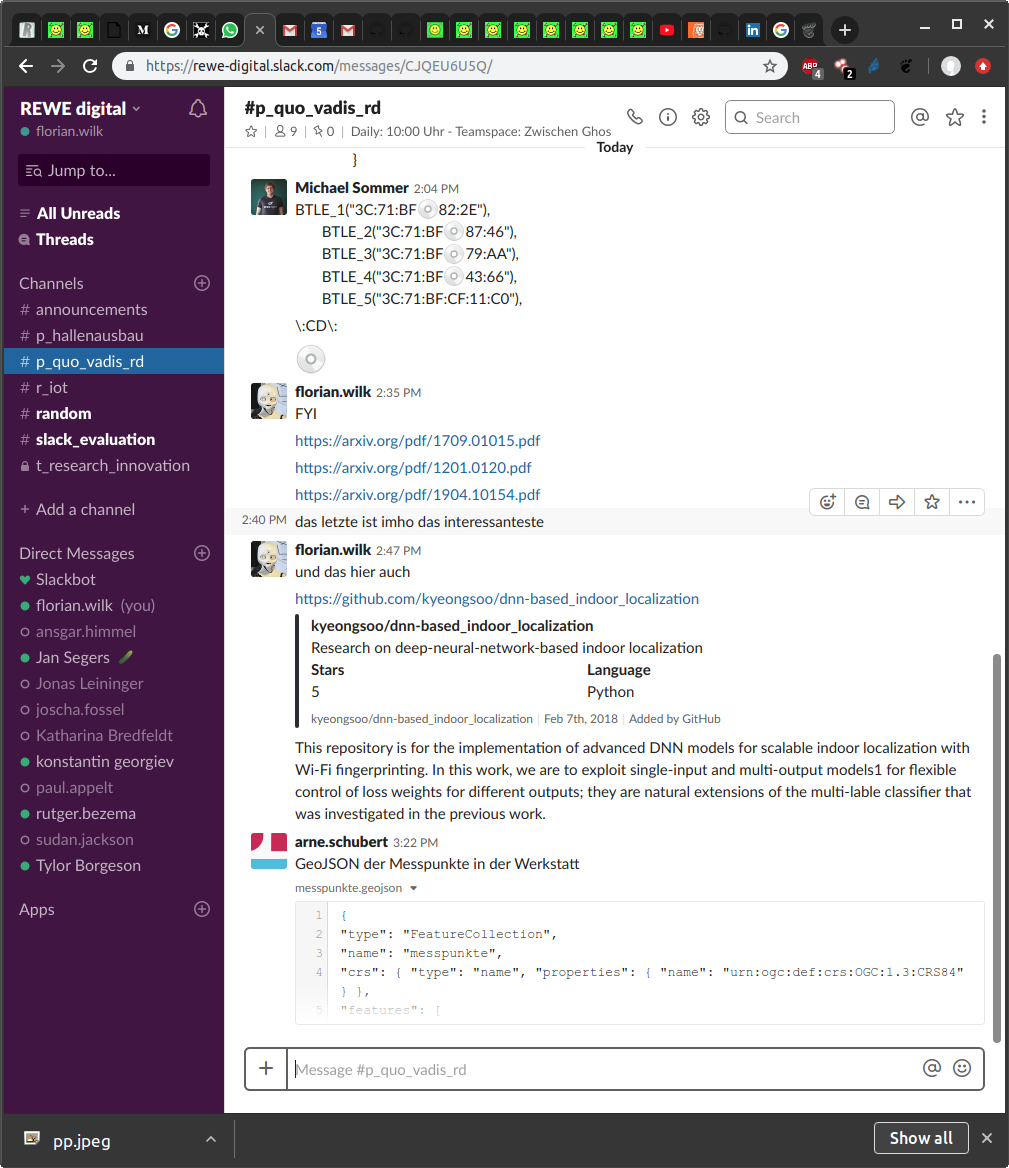 M
5
https://rewe-digital.slack.com/messages/CJQEU6U5Q/
ABP
4
2
REWE digital
florian.wilk
Jump to...
All Unreads
Threads
Channels
# announcements
# p_hallenausbau
# p_quo_vadis_rd
# r_iot
# random
# slack_evaluation
t_research_innovation
+ Add a channel
Direct Messages
Slackbot
florian.wilk (you)
ansgar.himmel
Jan Segers
Jonas Leininger
joscha.fossel
Katharina Bredfeldt
konstantin georgiev
paul.appelt
rutger.bezema
sudan.jackson
Tylor Borgeson
Apps
#p_quo_vadis_rd
9 | 0 | Daily: 10:00 Uhr - Teamspace: Zwischen Ghos
Search
Today
}
Michael Sommer 2:04 PM
BTLE_1("3C:71:BF 82:2E"),
BTLE_2("3C:71:BF 87:46"),
BTLE_3("3C:71:BF 79:AA"),
BTLE_4("3C:71:BF 43:66"),
BTLE_5("3C:71:BF:CF:11:C0"),
\:CD\:
florian.wilk 2:35 PM
FYI
https://arxiv.org/pdf/1709.01015.pdf
https://arxiv.org/pdf/1201.0120.pdf
https://arxiv.org/pdf/1904.10154.pdf
2:40 PM das letzte ist imho das interessanteste
florian.wilk 2:47 PM
und das hier auch
https://github.com/kyeongsoo/dnn-based_indoor_localization
kyeongsoo/dnn-based_indoor_localization
Research on deep-neural-network-based indoor localization
Stars Language
5 Python
kyeongsoo/dnn-based_indoor_localization | Feb 7th, 2018 | Added by GitHub
This repository is for the implementation of advanced DNN models for scalable indoor localization with
Wi-Fi fingerprinting. In this work, we are to exploit single-input and multi-output models1 for flexible
control of loss weights for different outputs; they are natural extensions of the multi-lable classifier that
was investigated in the previous work.
arne.schubert 3:22 PM
GeoJSON der Messpunkte in der Werkstatt
messpunkte.geojson
1 {
2 "type": "FeatureCollection",
3 "name": "messpunkte",
4 "crs": { "type": "name", "properties": { "name": "urn:ogc:def:crs:OGC:1.3:CRS84"
} },
5 "features": [
Message #p_quo_vadis_rd
pp.jpeg
Show all